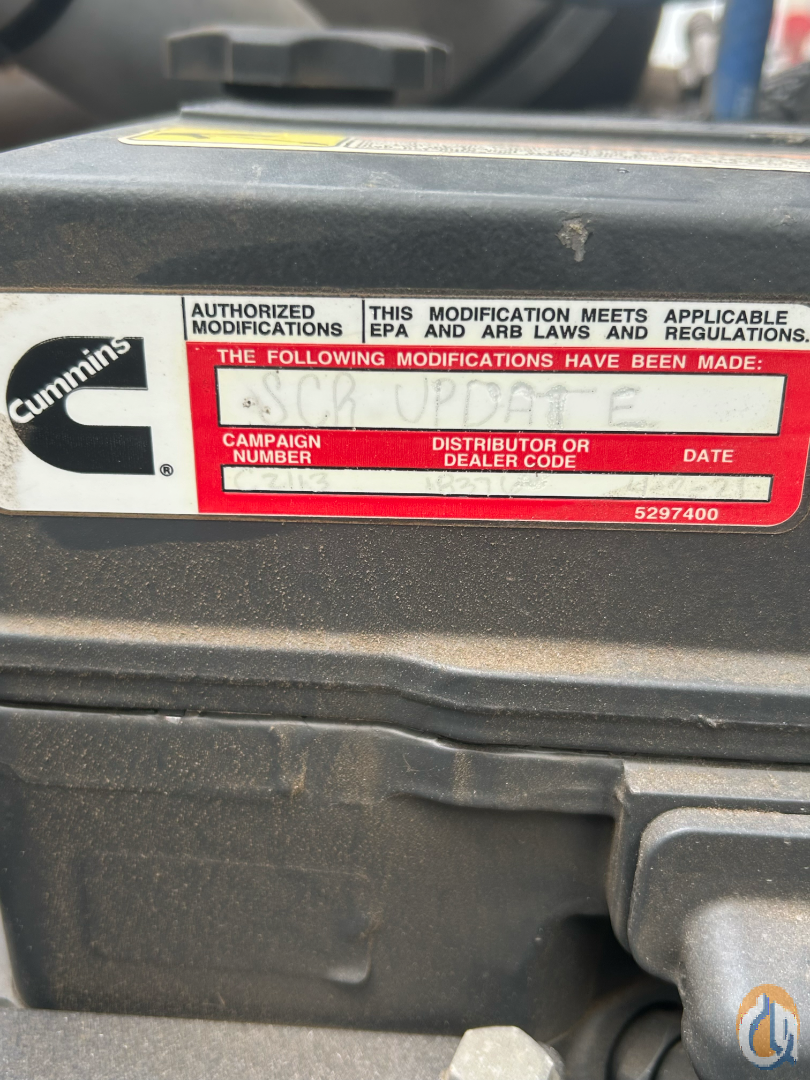 Cummins
®
AUTHORIZED MODIFICATIONS
THIS MODIFICATION MEETS APPLICABLE
EPA AND ARB LAWS AND REGULATIONS.
THE FOLLOWING MODIFICATIONS HAVE BEEN MADE:
SCR UPDATE
CAMPAIGN NUMBER
DISTRIBUTOR OR DEALER CODE
DATE
C2113
5297400